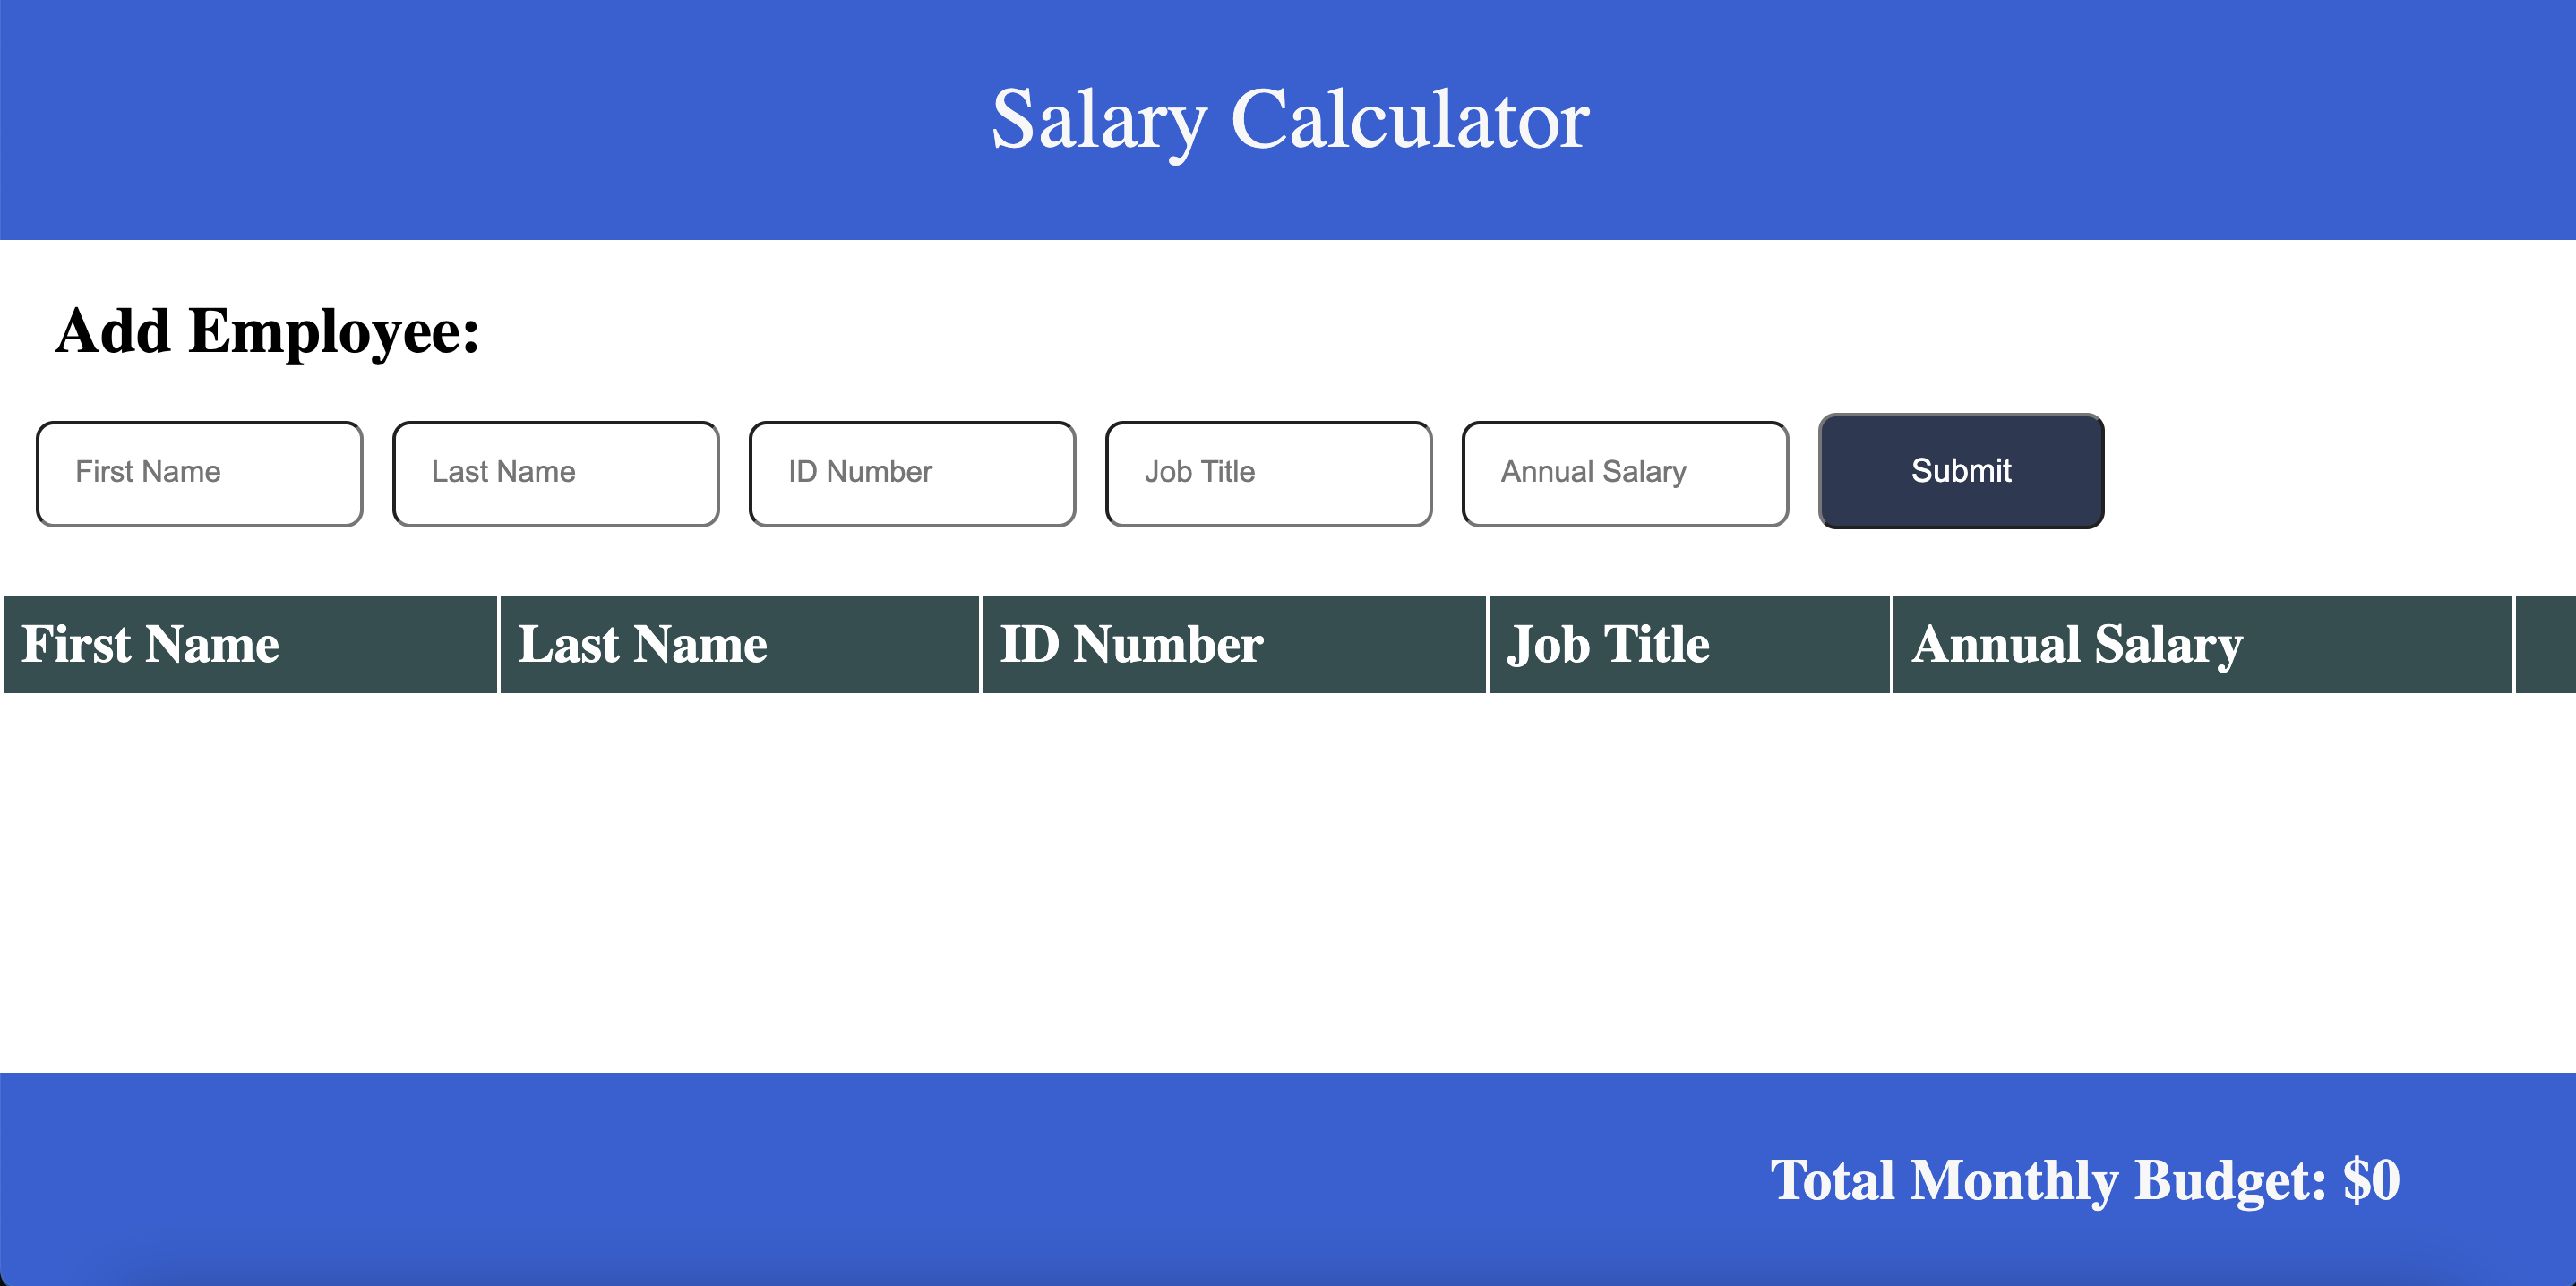 Salary Calculator
Add Employee:
First Name Last Name ID Number Job Title Annual Salary Submit
First Name Last Name ID Number Job Title Annual Salary
Total Monthly Budget: $0